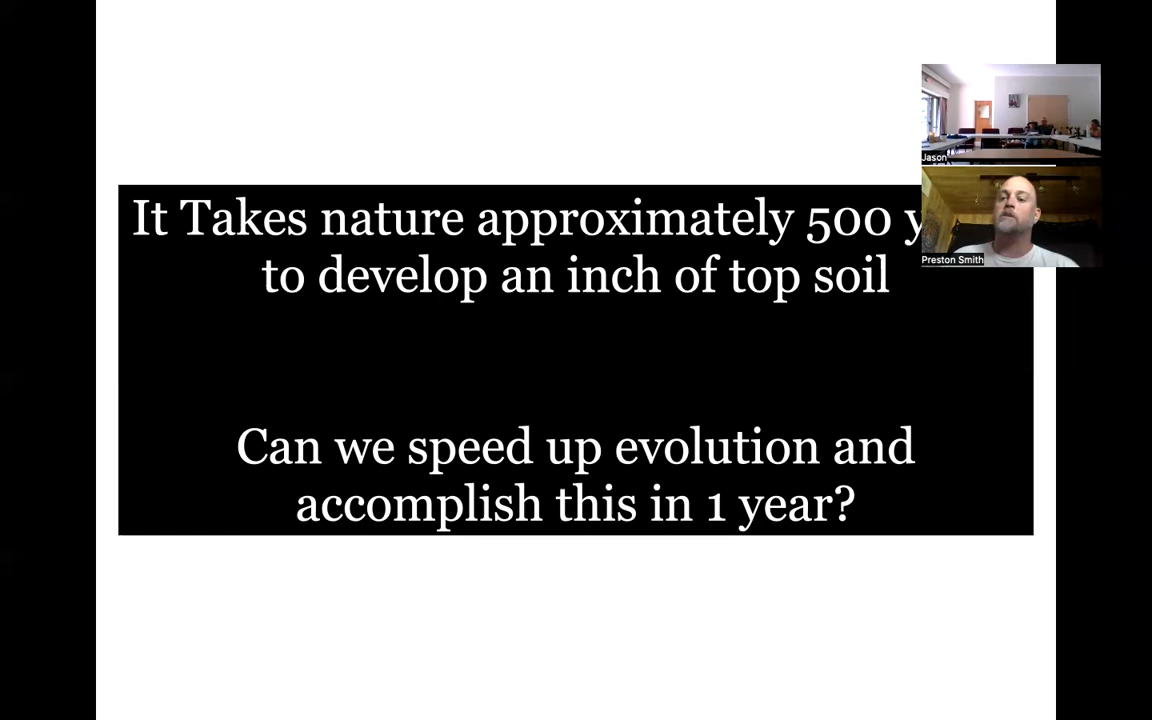 It Takes nature approximately 500
to develop an inch of top soil
Can we speed up evolution and
accomplish this in 1 year?
Jason
Preston Smith